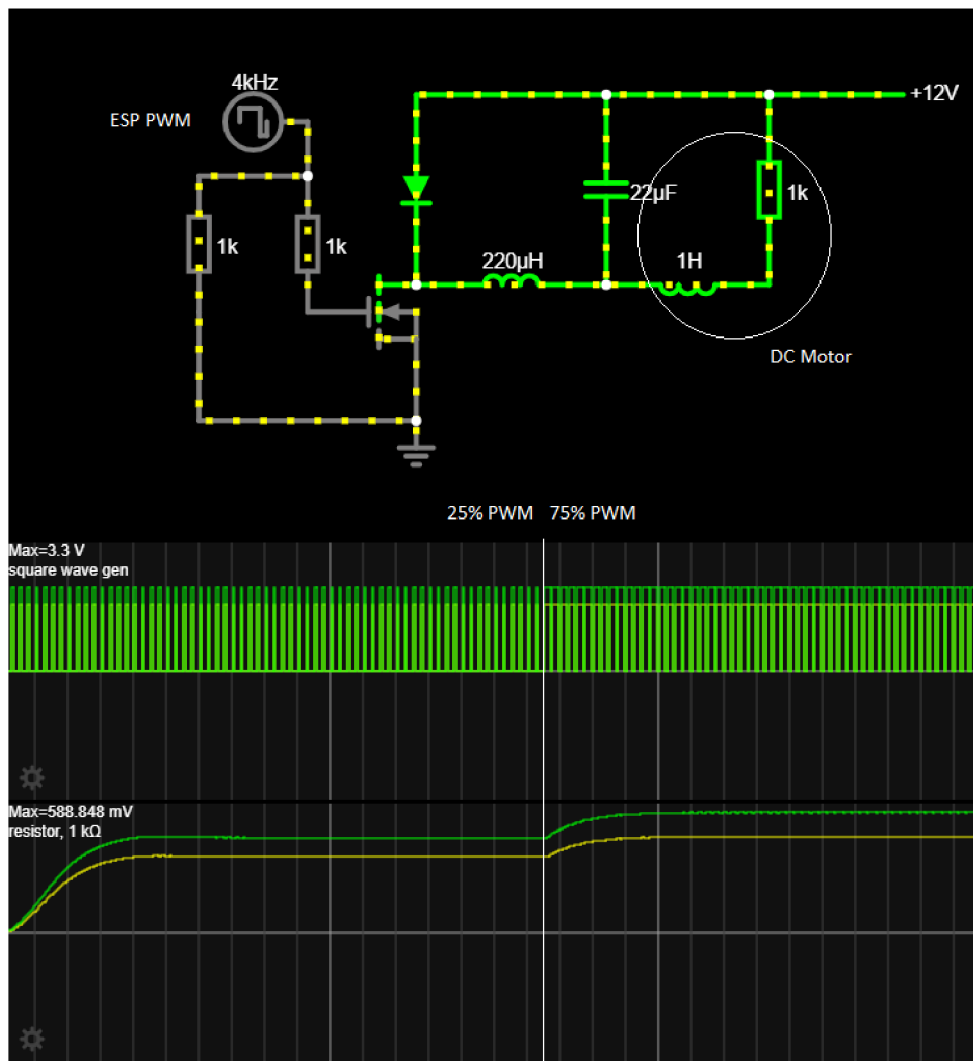 4kHz
ESP PWM
+12V
1k
1k
22μF
1k
220μH
1H
DC Motor
25% PWM
75% PWM
Max=3.3 V
square wave gen
Max=588.848 mV
resistor, 1 kΩ